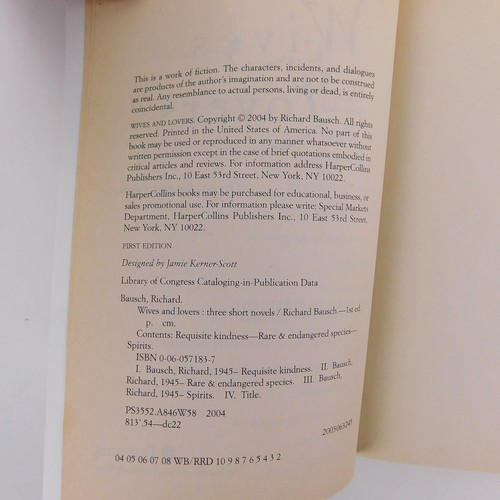 This is a work of fiction. The characters, incidents, and dialogues
are products of the author's imagination and are not to be construed
as real. Any resemblance to actual persons, living or dead, is entirely
coincidental.
WIVES AND LOVERS. Copyright © 2004 by Richard Bausch. All rights
reserved. Printed in the United States of America. No part of this
book may be used or reproduced in any manner whatsoever without
written permission except in the case of brief quotations embodied in
critical articles and reviews. For information address HarperCollins
Publishers Inc., 10 East 53rd Street, New York, NY 10022.
HarperCollins books may be purchased for educational, business, or
sales promotional use. For information please write: Special Markets
Department, HarperCollins Publishers Inc., 10 East 53rd Street,
New York, NY 10022.
FIRST EDITION
Designed by Jamie Kerner-Scott
Library of Congress Cataloging-in-Publication Data
Bausch, Richard.
Wives and lovers : three short novels / Richard Bausch.—1st ed
p. cm.
Contents: Requisite kindness—Rare & endangered species—
Spirits.
ISBN 0-06-057183-7
I. Bausch, Richard, 1945– Requisite kindness. II. Bausch,
Richard, 1945– Rare & endangered species. III. Bausch,
Richard, 1945– Spirits. IV. Title.
PS3552.A846W58 2004
813'.54—dc22
2003063245
04 05 06 07 08 WB/RRD 10 9 8 7 6 5 4 3 2